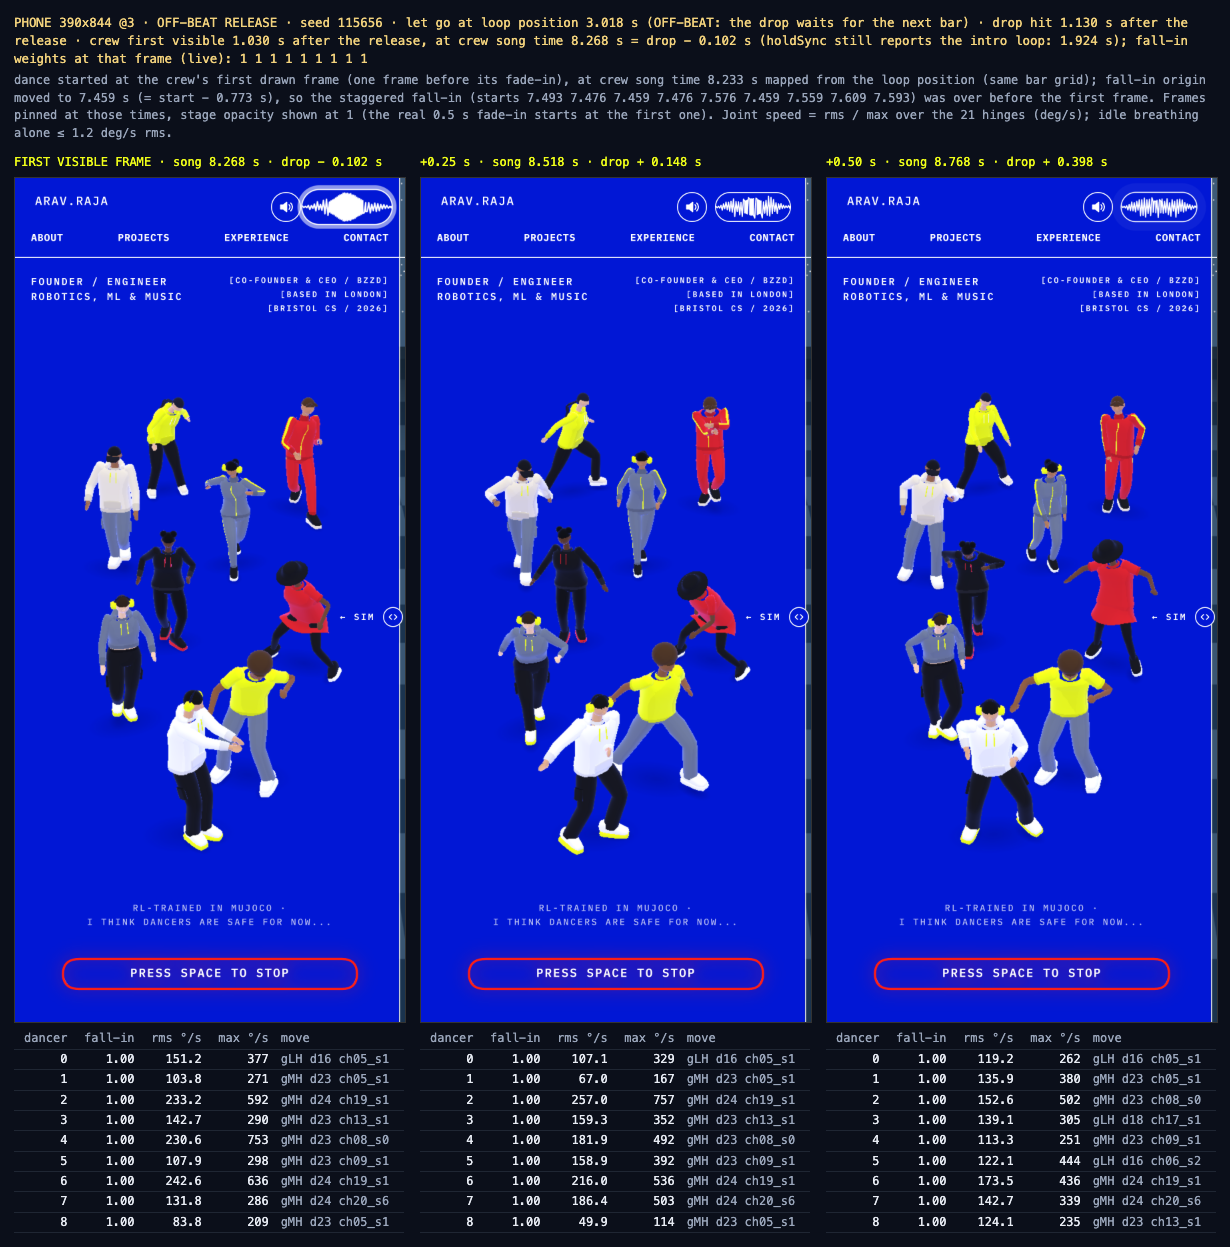 PHONE 390x844 @3 · OFF-BEAT RELEASE · seed 115656 · let go at loop position 3.018 s (OFF-BEAT: the drop waits for the next bar) · drop hit 1.130 s after the
release · crew first visible 1.030 s after the release, at crew song time 8.268 s = drop − 0.102 s (holdSync still reports the intro loop: 1.924 s); fall-in
weights at that frame (live): 1 1 1 1 1 1 1 1 1
dance started at the crew's first drawn frame (one frame before its fade-in), at crew song time 8.233 s mapped from the loop position (same bar grid); fall-in origin
moved to 7.459 s (= start − 0.773 s), so the staggered fall-in (starts 7.493 7.476 7.459 7.476 7.576 7.459 7.559 7.609 7.593) was over before the first frame. Frames
pinned at those times, stage opacity shown at 1 (the real 0.5 s fade-in starts at the first one). Joint speed = rms / max over the 21 hinges (deg/s); idle breathing
alone ≤ 1.2 deg/s rms.
FIRST VISIBLE FRAME · song 8.268 s · drop − 0.102 s
ARAV.RAJA
ABOUT PROJECTS EXPERIENCE CONTACT
FOUNDER / ENGINEER
ROBOTICS, ML & MUSIC
[CO-FOUNDER & CEO / BZZD]
[BASED IN LONDON]
[BRISTOL CS / 2026]
← SIM
RL-TRAINED IN MUJOCO ·
I THINK DANCERS ARE SAFE FOR NOW...
PRESS SPACE TO STOP
dancer fall-in rms °/s max °/s move
0 1.00 151.2 377 gLH d16 ch05_s1
1 1.00 103.8 271 gMH d23 ch05_s1
2 1.00 233.2 592 gMH d24 ch19_s1
3 1.00 142.7 290 gMH d23 ch13_s1
4 1.00 230.6 753 gMH d23 ch08_s0
5 1.00 107.9 298 gMH d23 ch09_s1
6 1.00 242.6 636 gMH d24 ch19_s1
7 1.00 131.8 286 gMH d24 ch20_s6
8 1.00 83.8 209 gMH d23 ch05_s1
+0.25 s · song 8.518 s · drop + 0.148 s
ARAV.RAJA
ABOUT PROJECTS EXPERIENCE CONTACT
FOUNDER / ENGINEER
ROBOTICS, ML & MUSIC
[CO-FOUNDER & CEO / BZZD]
[BASED IN LONDON]
[BRISTOL CS / 2026]
← SIM
RL-TRAINED IN MUJOCO ·
I THINK DANCERS ARE SAFE FOR NOW...
PRESS SPACE TO STOP
dancer fall-in rms °/s max °/s move
0 1.00 107.1 329 gLH d16 ch05_s1
1 1.00 67.0 167 gMH d23 ch05_s1
2 1.00 257.0 757 gMH d24 ch19_s1
3 1.00 159.3 352 gMH d23 ch13_s1
4 1.00 181.9 492 gMH d23 ch08_s0
5 1.00 158.9 392 gMH d23 ch09_s1
6 1.00 216.0 536 gMH d24 ch19_s1
7 1.00 186.4 503 gMH d24 ch20_s6
8 1.00 49.9 114 gMH d23 ch05_s1
+0.50 s · song 8.768 s · drop + 0.398 s
ARAV.RAJA
ABOUT PROJECTS EXPERIENCE CONTACT
FOUNDER / ENGINEER
ROBOTICS, ML & MUSIC
[CO-FOUNDER & CEO / BZZD]
[BASED IN LONDON]
[BRISTOL CS / 2026]
← SIM
RL-TRAINED IN MUJOCO ·
I THINK DANCERS ARE SAFE FOR NOW...
PRESS SPACE TO STOP
dancer fall-in rms °/s max °/s move
0 1.00 119.2 262 gLH d16 ch05_s1
1 1.00 135.9 380 gMH d23 ch05_s1
2 1.00 152.6 502 gMH d23 ch08_s0
3 1.00 139.1 305 gLH d18 ch17_s1
4 1.00 113.3 251 gMH d23 ch09_s1
5 1.00 122.1 444 gLH d16 ch06_s2
6 1.00 173.5 436 gMH d24 ch19_s1
7 1.00 142.7 339 gMH d24 ch20_s6
8 1.00 124.1 235 gMH d23 ch13_s1